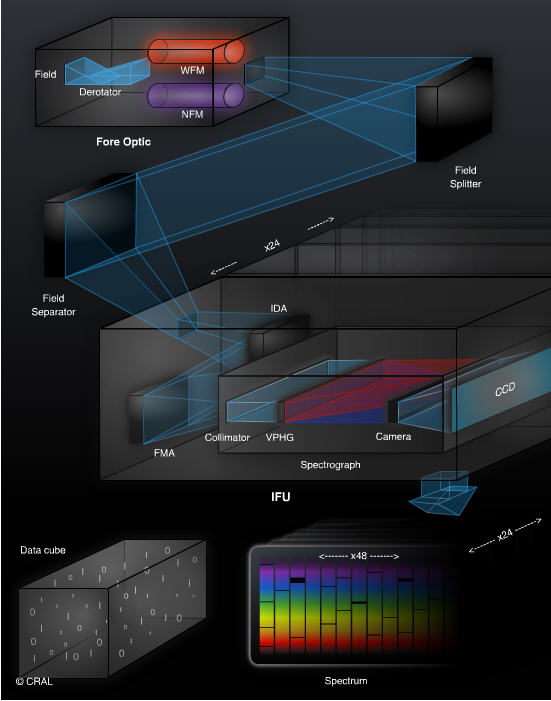 Field
WFM
Derotator
NFM
Fore Optic
Field
Splitter
<--- x24 --->
Field
Separator
IDA
CCD
Collimator
VPHG
Camera
FMA
Spectrograph
IFU
<--- x24 --->
Data cube
<------- x48 ------->
© CRAL
Spectrum